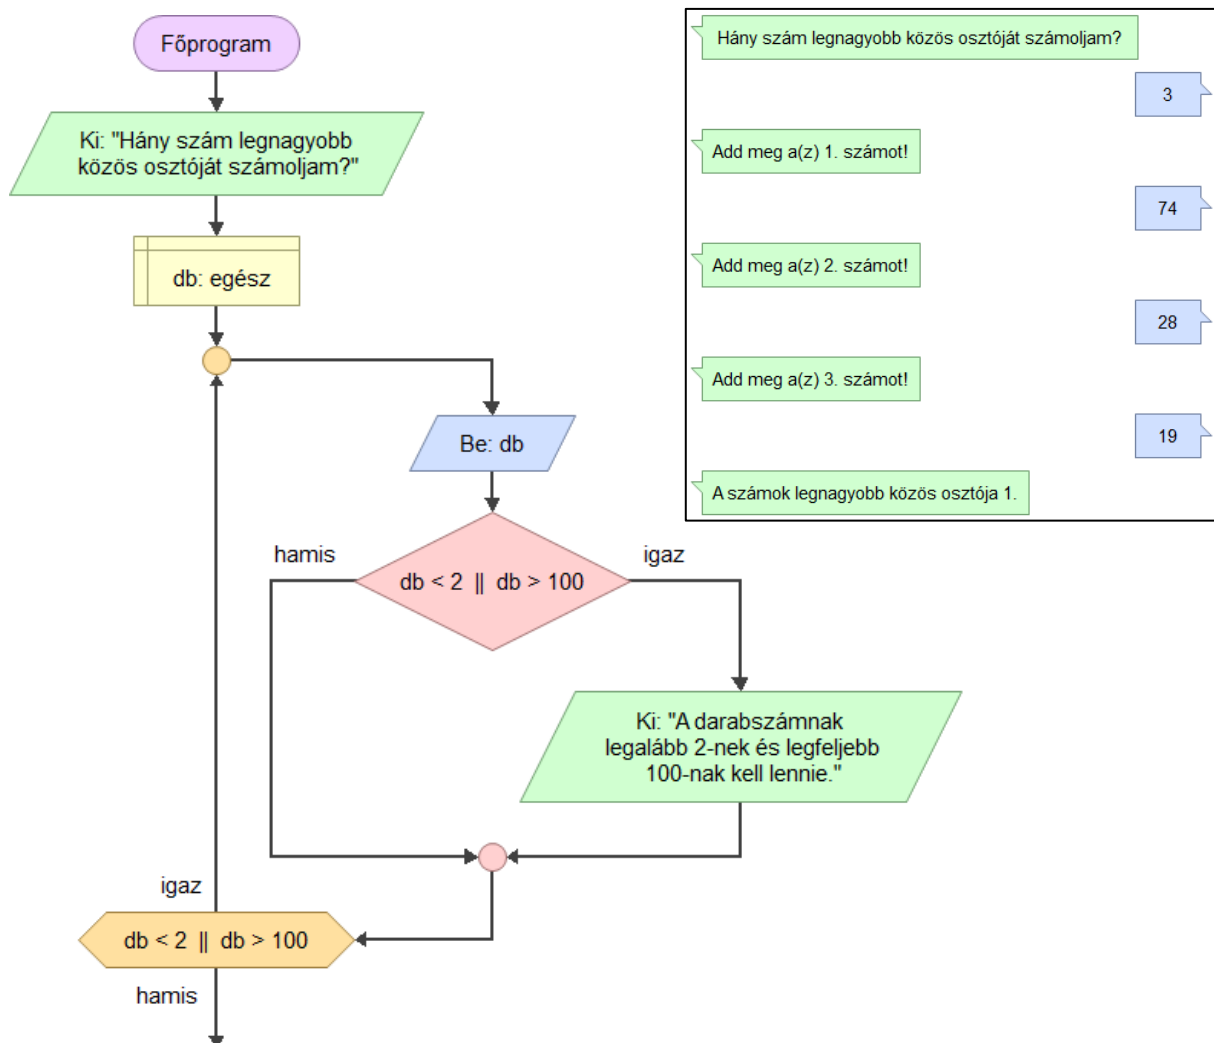 Főprogram
Ki: "Hány szám legnagyobb
közös osztóját számoljam?"
db: egész
Be: db
hamis
igaz
db < 2 || db > 100
Ki: "A darabszámnak
legalább 2-nek és legfeljebb
100-nak kell lennie."
igaz
db < 2 || db > 100
hamis
Hány szám legnagyobb közös osztóját számoljam?
3
Add meg a(z) 1. számot!
74
Add meg a(z) 2. számot!
28
Add meg a(z) 3. számot!
19
A számok legnagyobb közös osztója 1.